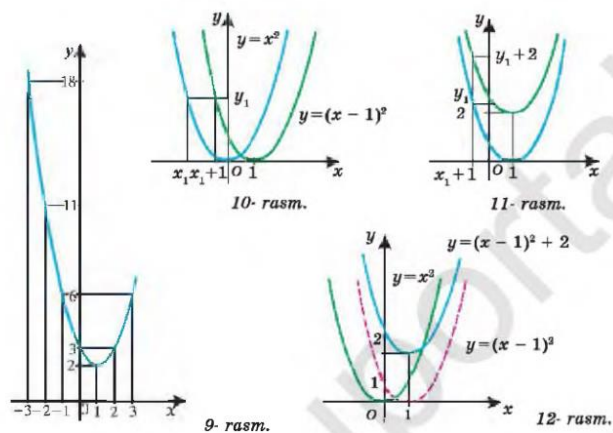 y
18
11
6
3
2
-3 -2 -1 0 1 2 3 x
9- rasm.
y
y=x²
y₁
y=(x − 1)²
x₁ x₁+1 O 1 x
10- rasm.
y
y₁+2
y₁
2
x₁+1 O 1 x
11- rasm.
y
y=(x − 1)²+2
y=x²
2
y=(x − 1)²
1
O 1 x
12- rasm.